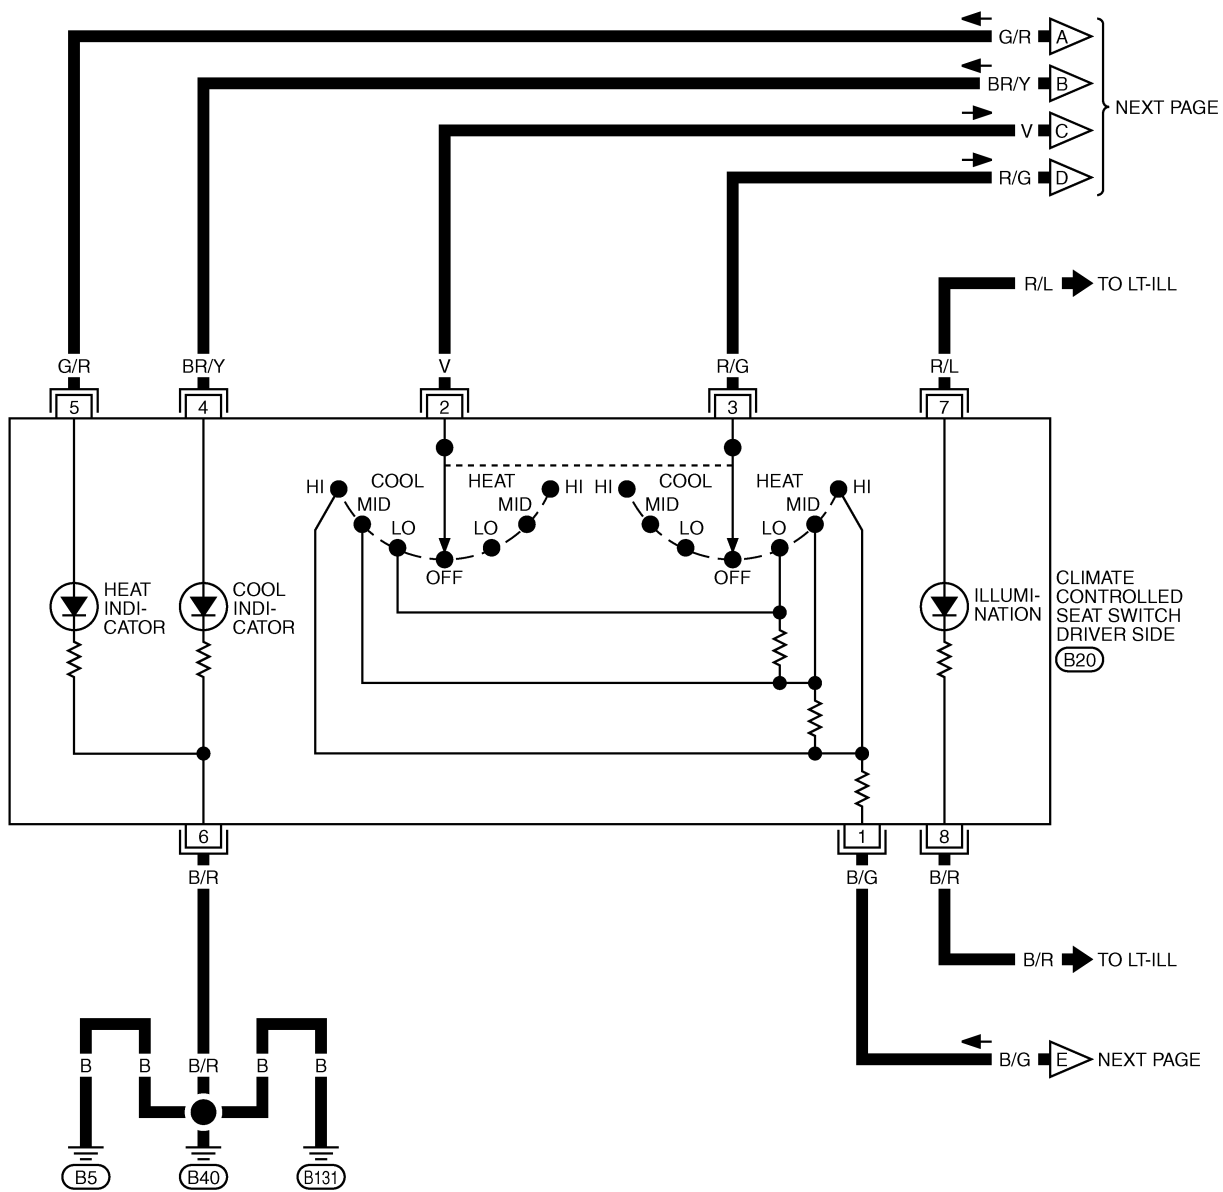 G/R A
BR/Y B
NEXT PAGE
V C
R/G D
R/L TO LT-ILL
G/R BR/Y V R/G R/L
5 4 2 3 7
HI COOL HEAT HI HI COOL HEAT HI
MID MID MID
LO LO LO LO
OFF OFF
HEAT
INDI-
CATOR
COOL
INDI-
CATOR
ILLUMI-
NATION
CLIMATE
CONTROLLED
SEAT SWITCH
DRIVER SIDE
B20
6 1 8
B/R B/G B/R
B/R TO LT-ILL
B/G E NEXT PAGE
B B B/R B B
B5 B40 B131